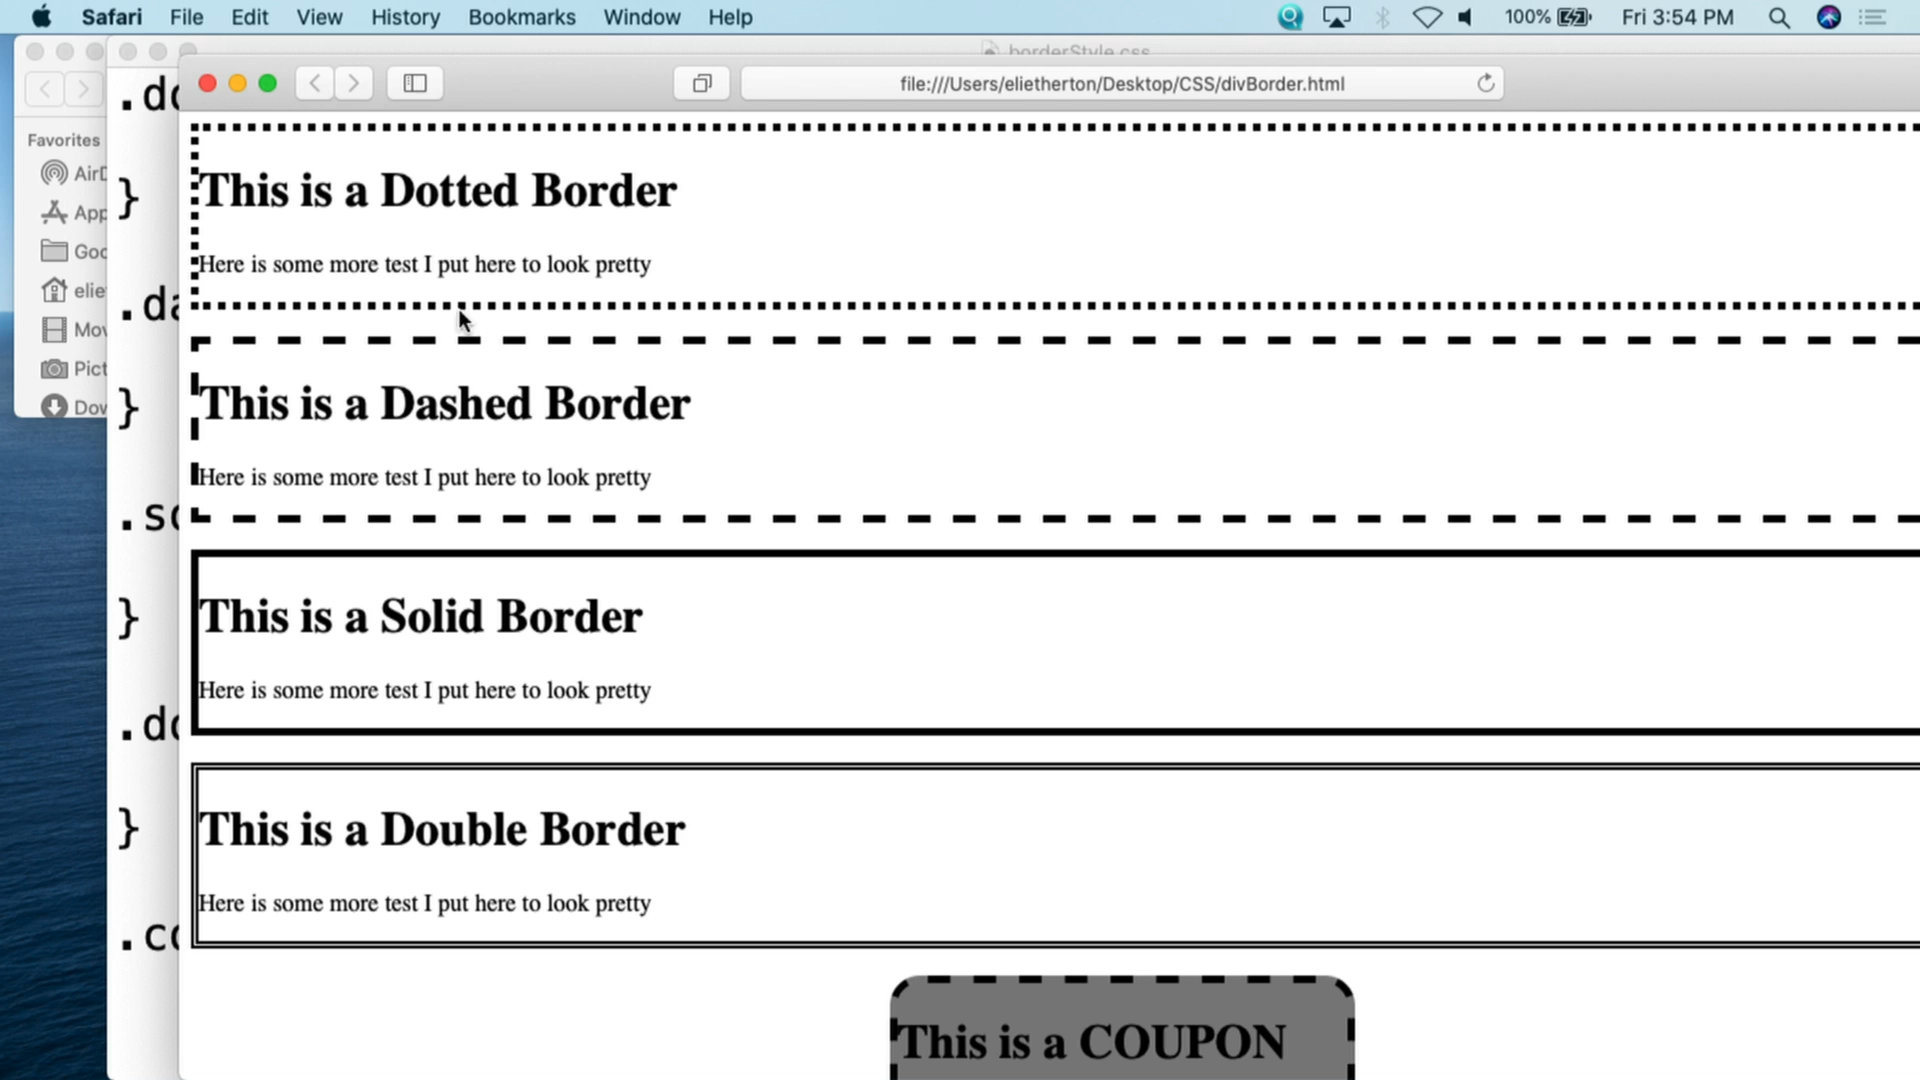 Safari File Edit View History Bookmarks Window Help 100% Fri 3:54 PM
borderStyle.css
file:///Users/elietherton/Desktop/CSS/divBorder.html
Favorites
}
}
}
}
This is a Dotted Border
Here is some more test I put here to look pretty
This is a Dashed Border
Here is some more test I put here to look pretty
This is a Solid Border
Here is some more test I put here to look pretty
This is a Double Border
Here is some more test I put here to look pretty
This is a COUPON